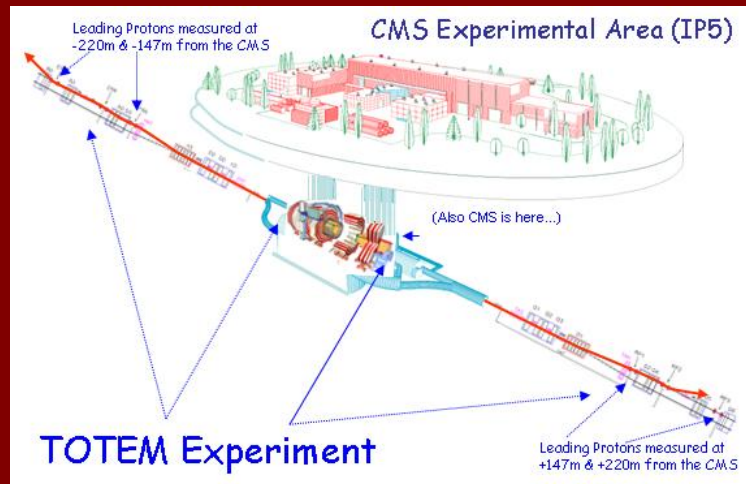 Leading Protons measured at
-220m & -147m from the CMS
CMS Experimental Area (IP5)
(Also CMS is here...)
TOTEM Experiment
Leading Protons measured at
+147m & +220m from the CMS